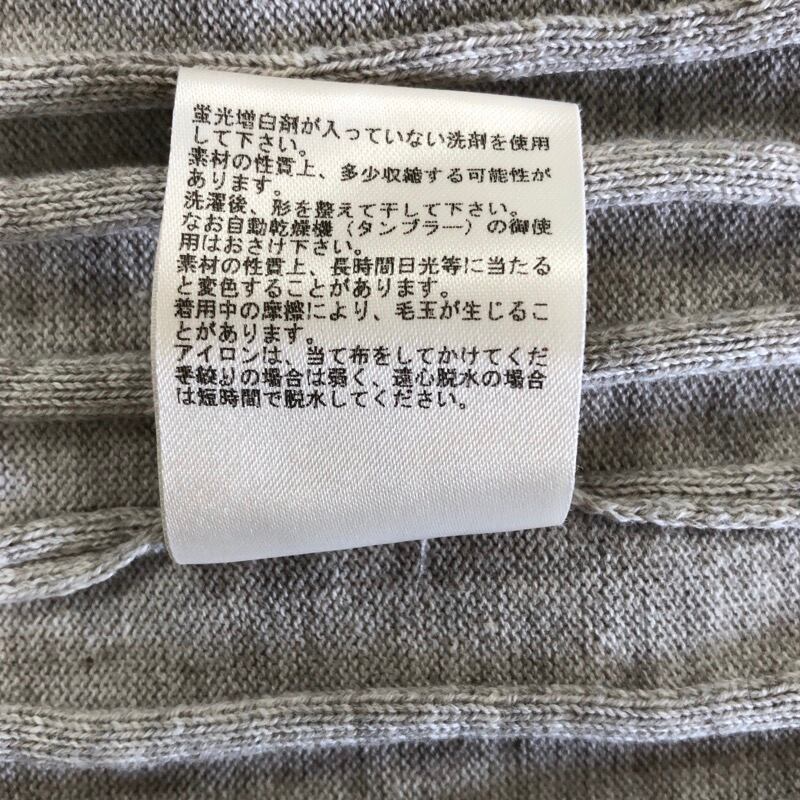 蛍光増白剤が入っていない洗剤を使用
して下さい。
素材の性質上、多少収縮する可能性が
あります。
洗濯後、形を整えて干して下さい。
なお自動乾燥機（タンブラー）の御使
用はおさけ下さい。
素材の性質上、長時間日光等に当たる
と変色することがあります。
着用中の摩擦により、毛玉が生じるこ
とがあります。
アイロンは、当て布をしてかけてくだ
手絞りの場合は弱く、遠心脱水の場合
は短時間で脱水してください。